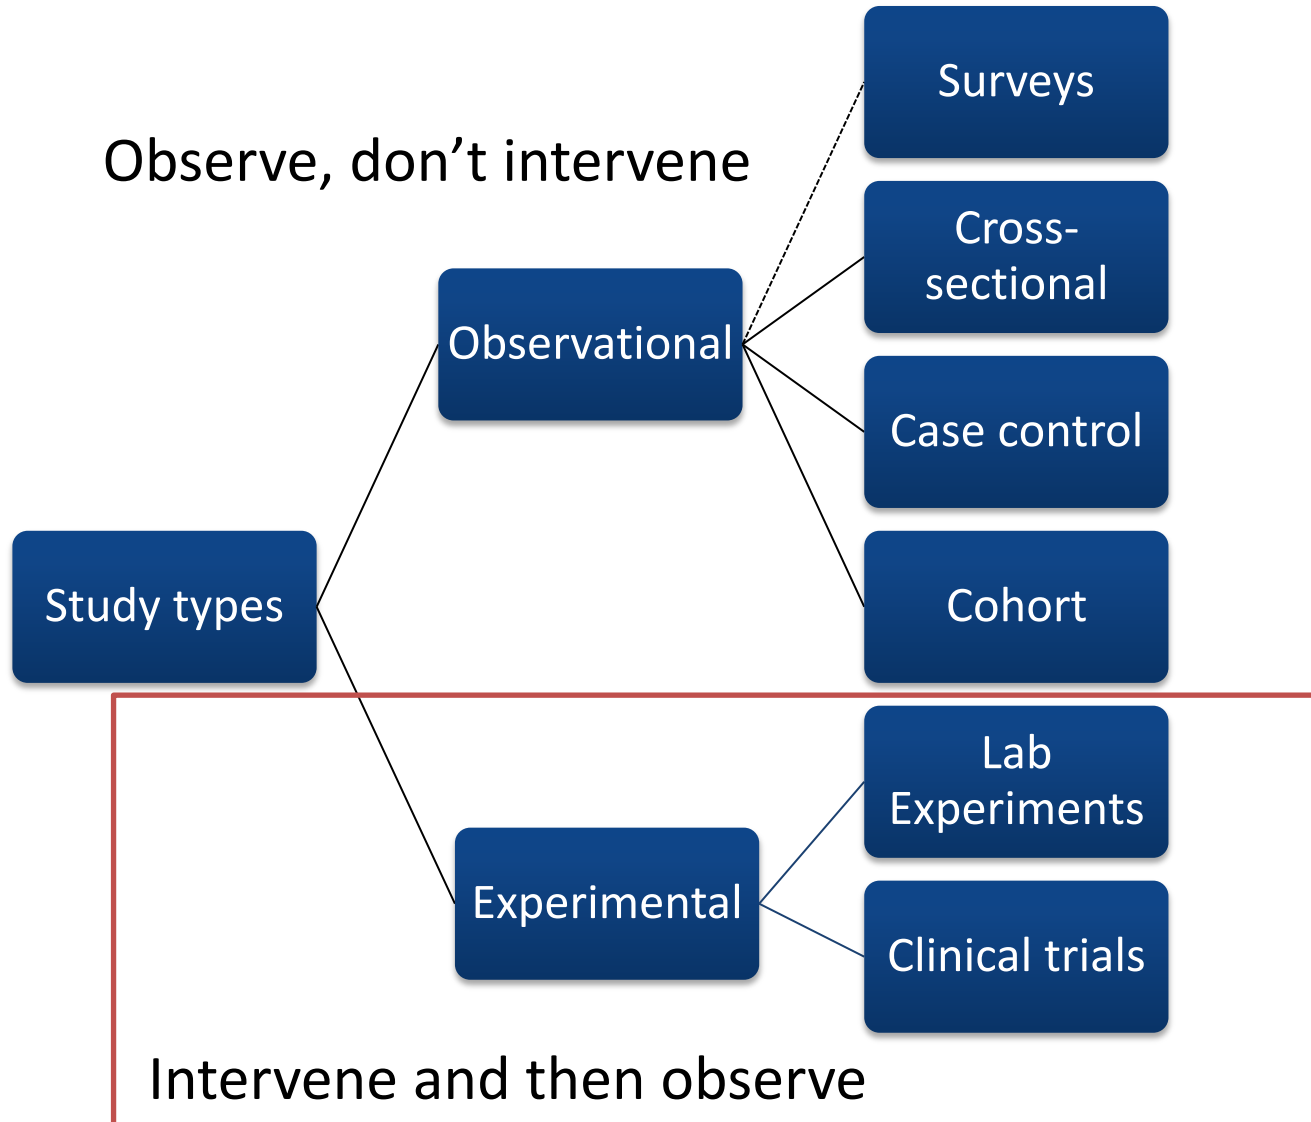 Surveys
Observe, don’t intervene
Cross-
sectional
Observational
Case control
Study types
Cohort
Lab
Experiments
Experimental
Clinical trials
Intervene and then observe